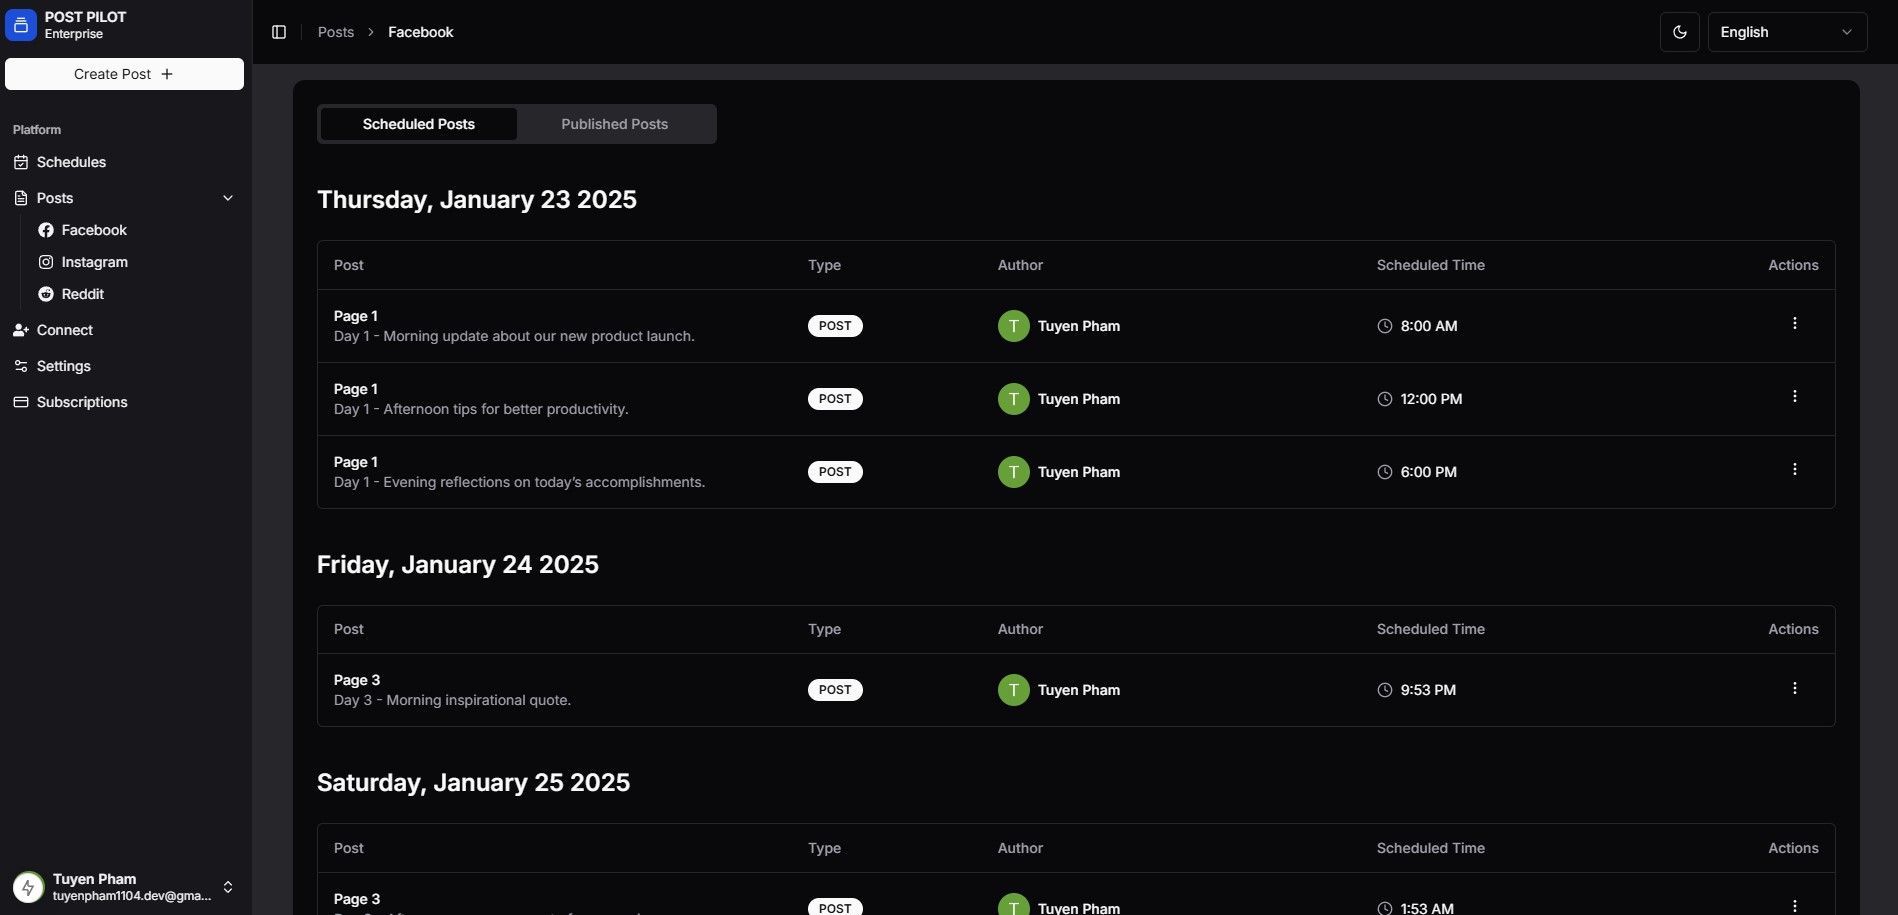 POST PILOT
Enterprise
Create Post
Platform
Schedules
Posts
Facebook
Instagram
Reddit
Connect
Settings
Subscriptions
Tuyen Pham
tuyenpham1104.dev@gma...
Posts > Facebook
English
Scheduled Posts Published Posts
Thursday, January 23 2025
Post Type Author Scheduled Time Actions
Page 1
Day 1 - Morning update about our new product launch.
POST T Tuyen Pham 8:00 AM
Page 1
Day 1 - Afternoon tips for better productivity.
POST T Tuyen Pham 12:00 PM
Page 1
Day 1 - Evening reflections on today’s accomplishments.
POST T Tuyen Pham 6:00 PM
Friday, January 24 2025
Post Type Author Scheduled Time Actions
Page 3
Day 3 - Morning inspirational quote.
POST T Tuyen Pham 9:53 PM
Saturday, January 25 2025
Post Type Author Scheduled Time Actions
Page 3
POST T Tuyen Pham 1:53 AM